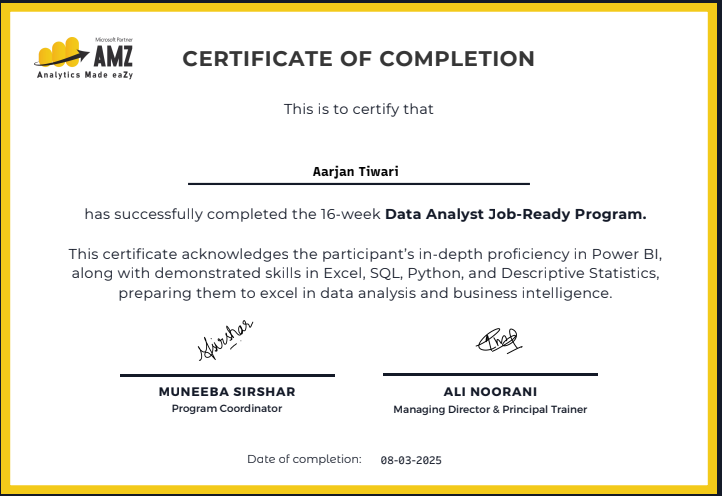 Microsoft Partner
AMZ
Analytics Made eaZy
CERTIFICATE OF COMPLETION
This is to certify that
Aarjan Tiwari
has successfully completed the 16-week Data Analyst Job-Ready Program.
This certificate acknowledges the participant’s in-depth proficiency in Power BI,
along with demonstrated skills in Excel, SQL, Python, and Descriptive Statistics,
preparing them to excel in data analysis and business intelligence.
Sirshar
MUNEEBA SIRSHAR
Program Coordinator
ALI NOORANI
Managing Director & Principal Trainer
Date of completion: 08-03-2025